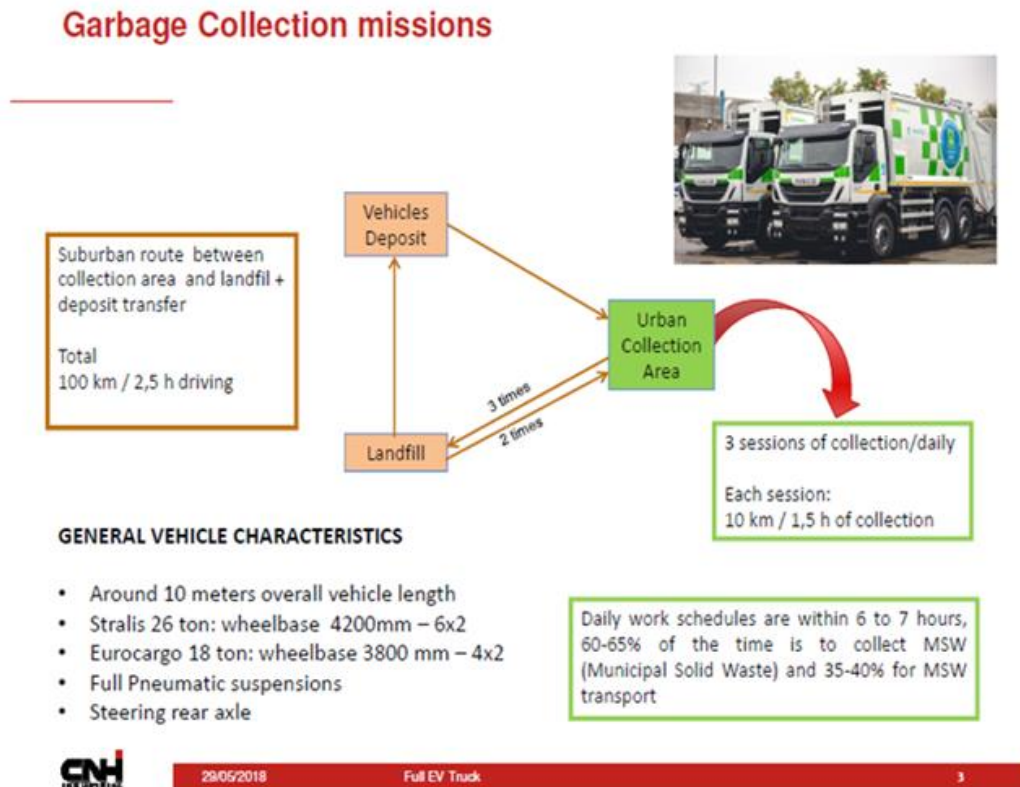 Garbage Collection missions
Vehicles
Deposit
Suburban route between
collection area and landfil +
deposit transfer
Total
100 km / 2,5 h driving
Urban
Collection
Area
3 times
2 times
Landfill
3 sessions of collection/daily
Each session:
10 km / 1,5 h of collection
GENERAL VEHICLE CHARACTERISTICS
• Around 10 meters overall vehicle length
• Stralis 26 ton: wheelbase 4200mm – 6x2
• Eurocargo 18 ton: wheelbase 3800 mm – 4x2
• Full Pneumatic suspensions
• Steering rear axle
Daily work schedules are within 6 to 7 hours,
60-65% of the time is to collect MSW
(Municipal Solid Waste) and 35-40% for MSW
transport
CNH
29/05/2018 Full EV Truck 3